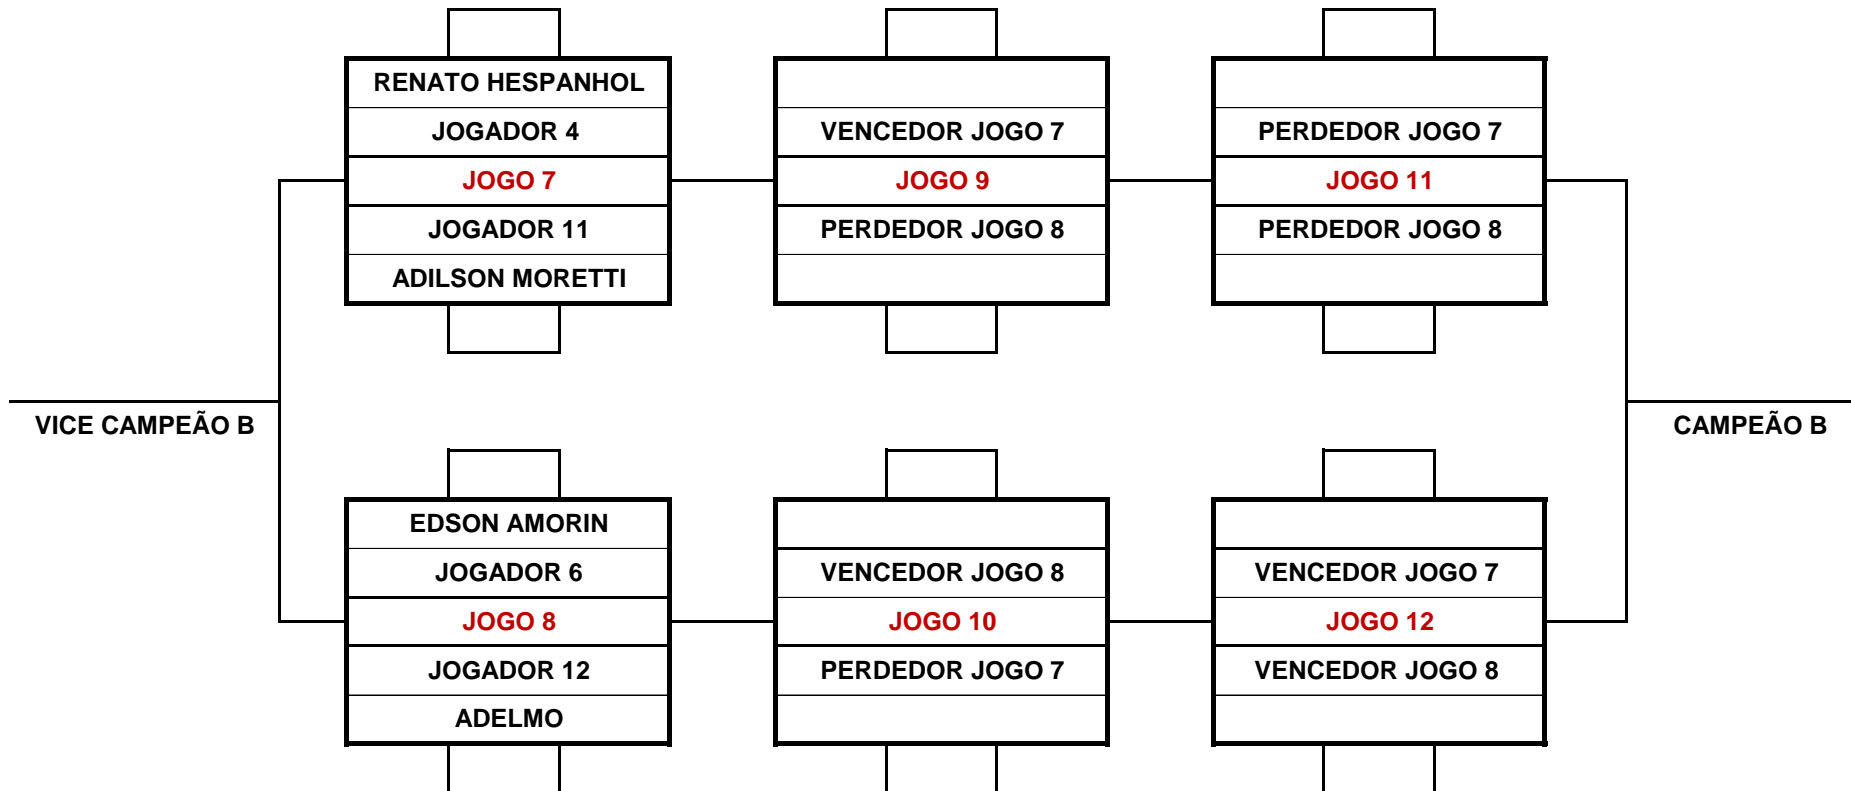 RENATO HESPANHOL
JOGADOR 4
VENCEDOR JOGO 7
PERDEDOR JOGO 7
JOGO 7
JOGO 9
JOGO 11
JOGADOR 11
PERDEDOR JOGO 8
PERDEDOR JOGO 8
ADILSON MORETTI
VICE CAMPEÃO B
CAMPEÃO B
EDSON AMORIN
JOGADOR 6
VENCEDOR JOGO 8
VENCEDOR JOGO 7
JOGO 8
JOGO 10
JOGO 12
JOGADOR 12
PERDEDOR JOGO 7
VENCEDOR JOGO 8
ADELMO